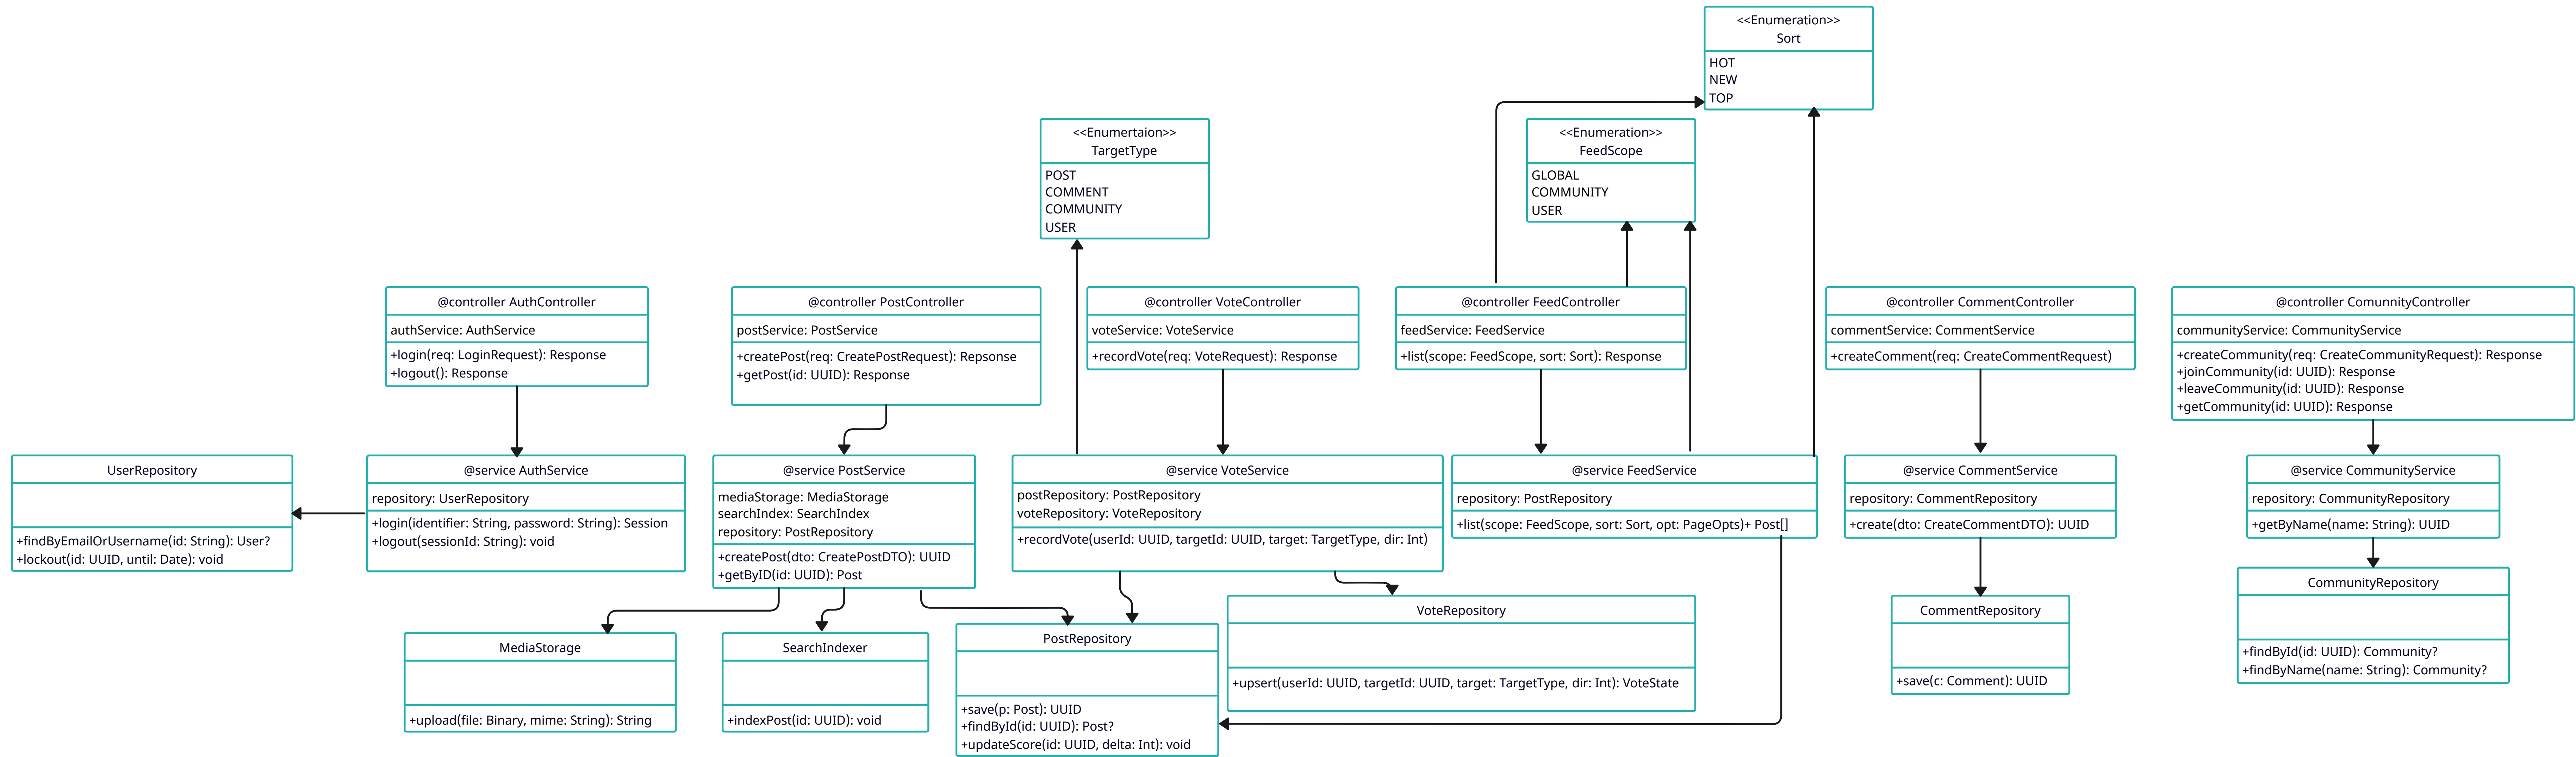 <<Enumeration>>
Sort
HOT
NEW
TOP
<<Enumertaion>>
TargetType
POST
COMMENT
COMMUNITY
USER
<<Enumeration>>
FeedScope
GLOBAL
COMMUNITY
USER
@controller AuthController
authService: AuthService
+login(req: LoginRequest): Response
+logout(): Response
@controller PostController
postService: PostService
+createPost(req: CreatePostRequest): Repsonse
+getPost(id: UUID): Response
@controller VoteController
voteService: VoteService
+recordVote(req: VoteRequest): Response
@controller FeedController
feedService: FeedService
+list(scope: FeedScope, sort: Sort): Response
@controller CommentController
commentService: CommentService
+createComment(req: CreateCommentRequest)
@controller ComunnityController
communityService: CommunityService
+createCommunity(req: CreateCommunityRequest): Response
+joinCommunity(id: UUID): Response
+leaveCommunity(id: UUID): Response
+getCommunity(id: UUID): Response
UserRepository
+findByEmailOrUsername(id: String): User?
+lockout(id: UUID, until: Date): void
@service AuthService
repository: UserRepository
+login(identifier: String, password: String): Session
+logout(sessionId: String): void
@service PostService
mediaStorage: MediaStorage
searchIndex: SearchIndex
repository: PostRepository
+createPost(dto: CreatePostDTO): UUID
+getByID(id: UUID): Post
@service VoteService
postRepository: PostRepository
voteRepository: VoteRepository
+recordVote(userId: UUID, targetId: UUID, target: TargetType, dir: Int)
@service FeedService
repository: PostRepository
+list(scope: FeedScope, sort: Sort, opt: PageOpts)+ Post[]
@service CommentService
repository: CommentRepository
+create(dto: CreateCommentDTO): UUID
@service CommunityService
repository: CommunityRepository
+getByName(name: String): UUID
MediaStorage
+upload(file: Binary, mime: String): String
SearchIndexer
+indexPost(id: UUID): void
PostRepository
+save(p: Post): UUID
+findById(id: UUID): Post?
+updateScore(id: UUID, delta: Int): void
VoteRepository
+upsert(userId: UUID, targetId: UUID, target: TargetType, dir: Int): VoteState
CommentRepository
+save(c: Comment): UUID
CommunityRepository
+findById(id: UUID): Community?
+findByName(name: String): Community?